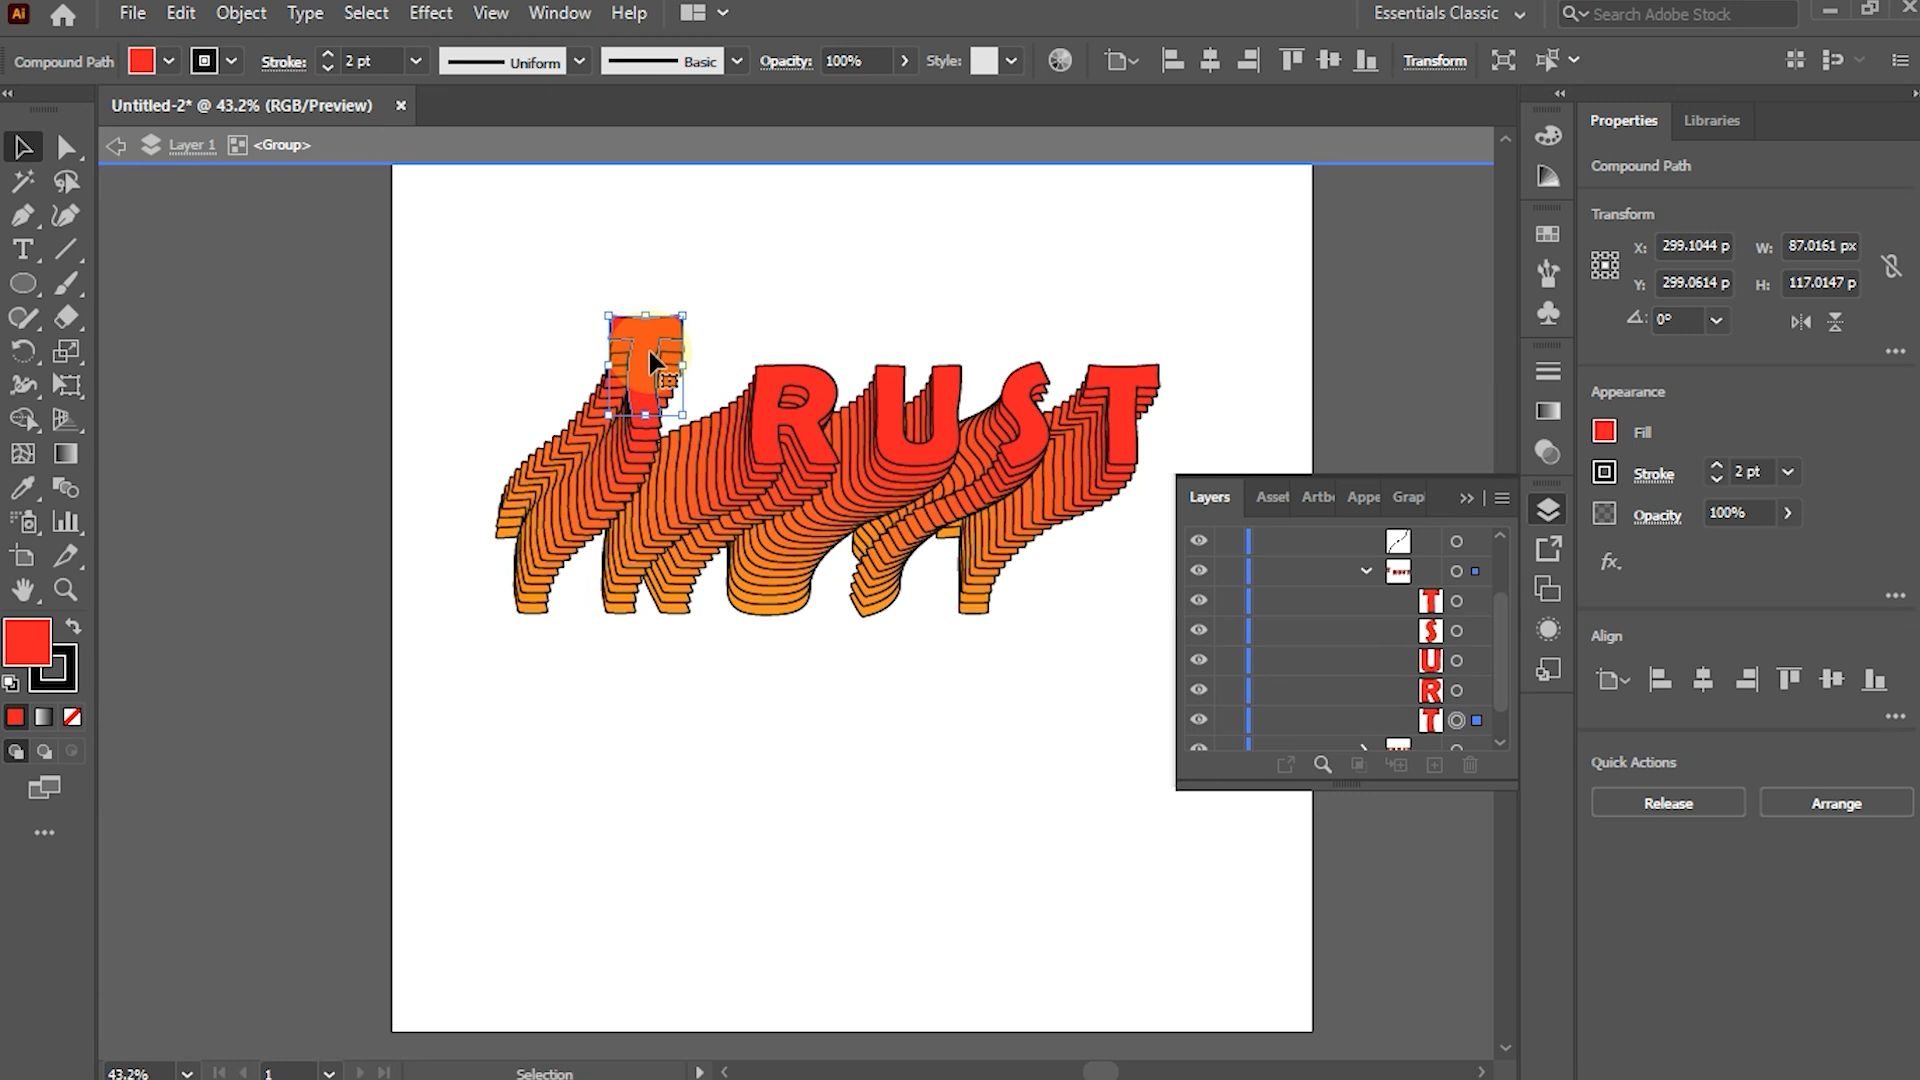 Ai File Edit Object Type Select Effect View Window Help Essentials Classic Search Adobe Stock
Compound Path Stroke: 2 pt Uniform Basic Opacity: 100% Style: Transform
Untitled-2* @ 43.2% (RGB/Preview) ×
Layer 1 <Group>
Properties Libraries
Compound Path
Transform
X: 299.1044 p W: 87.0161 px
Y: 299.0614 p H: 117.0147 p
0°
Appearance
Fill
Stroke 2 pt
Opacity 100%
fx.
Align
Quick Actions
Release Arrange
T RUST
Layers Asset Artb Appe Grap
T
S
U
R
T
43.2% 1 Selection